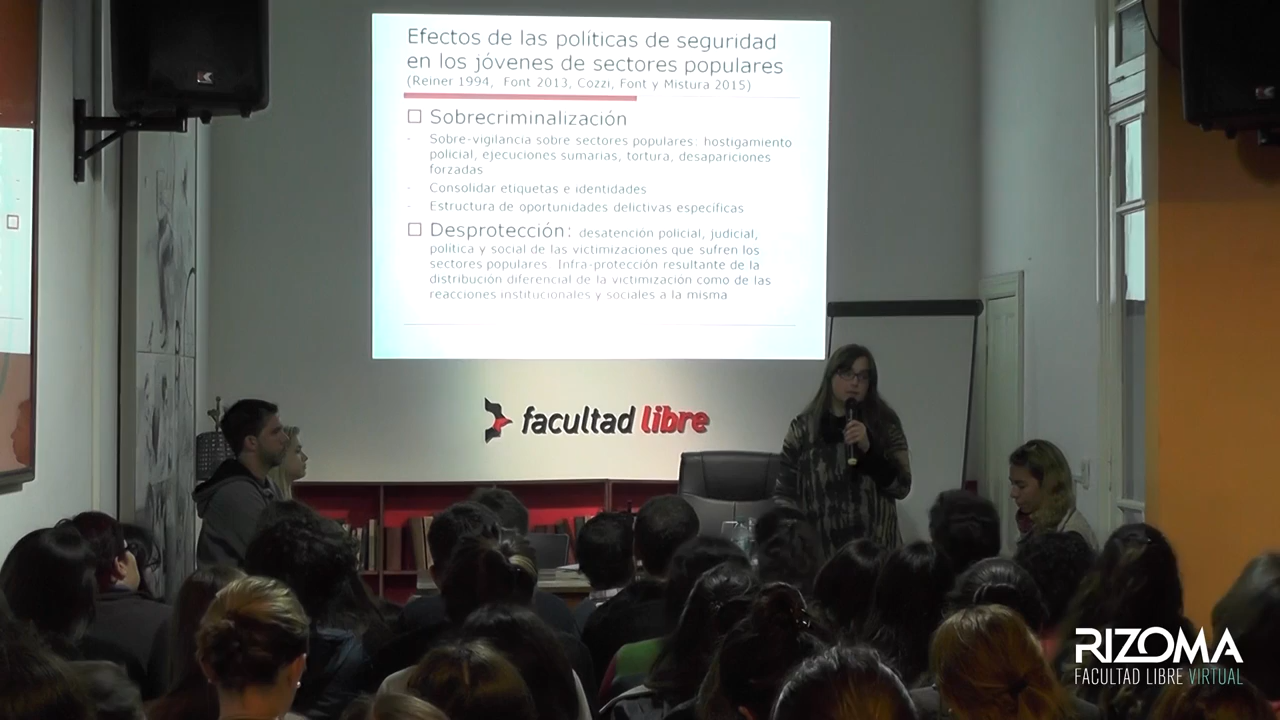 Efectos de las políticas de seguridad
en los jóvenes de sectores populares
(Reiner 1994, Font 2013, Cozzi, Font y Mistura 2015)
Sobrecriminalización
Sobre-vigilancia sobre sectores populares: hostigamiento
policial, ejecuciones sumarias, tortura, desapariciones
forzadas
Consolidar etiquetas e identidades
Estructura de oportunidades delictivas específicas
Desprotección: desatención policial, judicial,
política y social de las victimizaciones que sufren los
sectores populares. Infra-protección resultante de la
distribución diferencial de la victimización como de las
reacciones institucionales y sociales a la misma
facultad libre
RIZOMA
FACULTAD LIBRE VIRTUAL